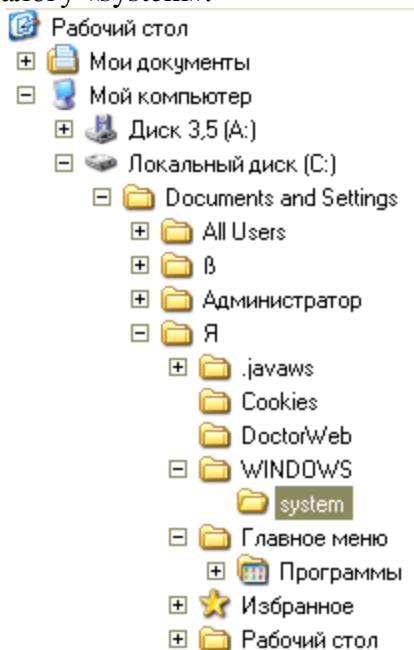 Рабочий стол
Мои документы
Мой компьютер
Диск 3,5 (A:)
Локальный диск (C:)
Documents and Settings
All Users
ß
Администратор
Я
.javaws
Cookies
DoctorWeb
WINDOWS
system
Главное меню
Программы
Избранное
Рабочий стол